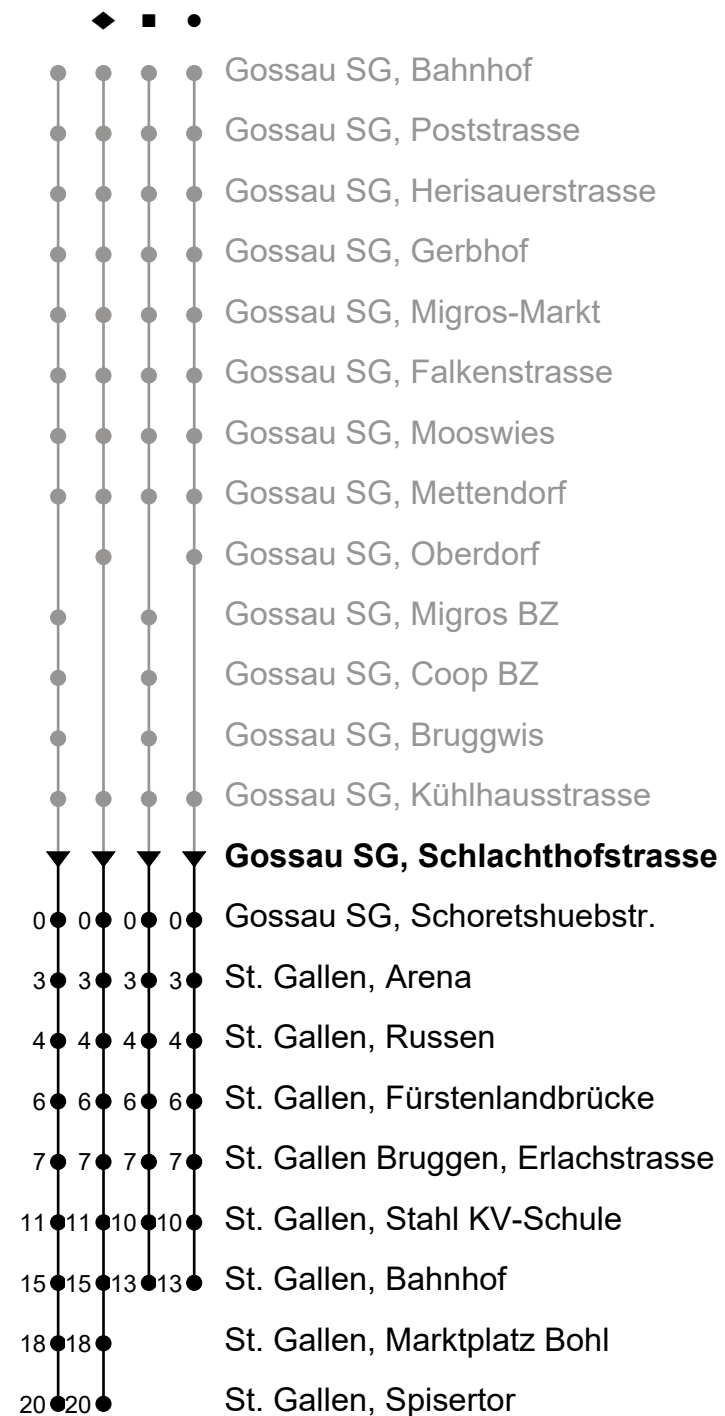 ◆ ■ ●
Gossau SG, Bahnhof
Gossau SG, Poststrasse
Gossau SG, Herisauerstrasse
Gossau SG, Gerbhof
Gossau SG, Migros-Markt
Gossau SG, Falkenstrasse
Gossau SG, Mooswies
Gossau SG, Mettendorf
Gossau SG, Oberdorf
Gossau SG, Migros BZ
Gossau SG, Coop BZ
Gossau SG, Bruggwis
Gossau SG, Kühlhausstrasse
Gossau SG, Schlachthofstrasse
0 0 0 0 Gossau SG, Schoretshuebstr.
3 3 3 3 St. Gallen, Arena
4 4 4 4 St. Gallen, Russen
6 6 6 6 St. Gallen, Fürstenlandbrücke
7 7 7 7 St. Gallen Bruggen, Erlachstrasse
11 11 10 10 St. Gallen, Stahl KV-Schule
15 15 13 13 St. Gallen, Bahnhof
18 18 St. Gallen, Marktplatz Bohl
20 20 St. Gallen, Spisertor